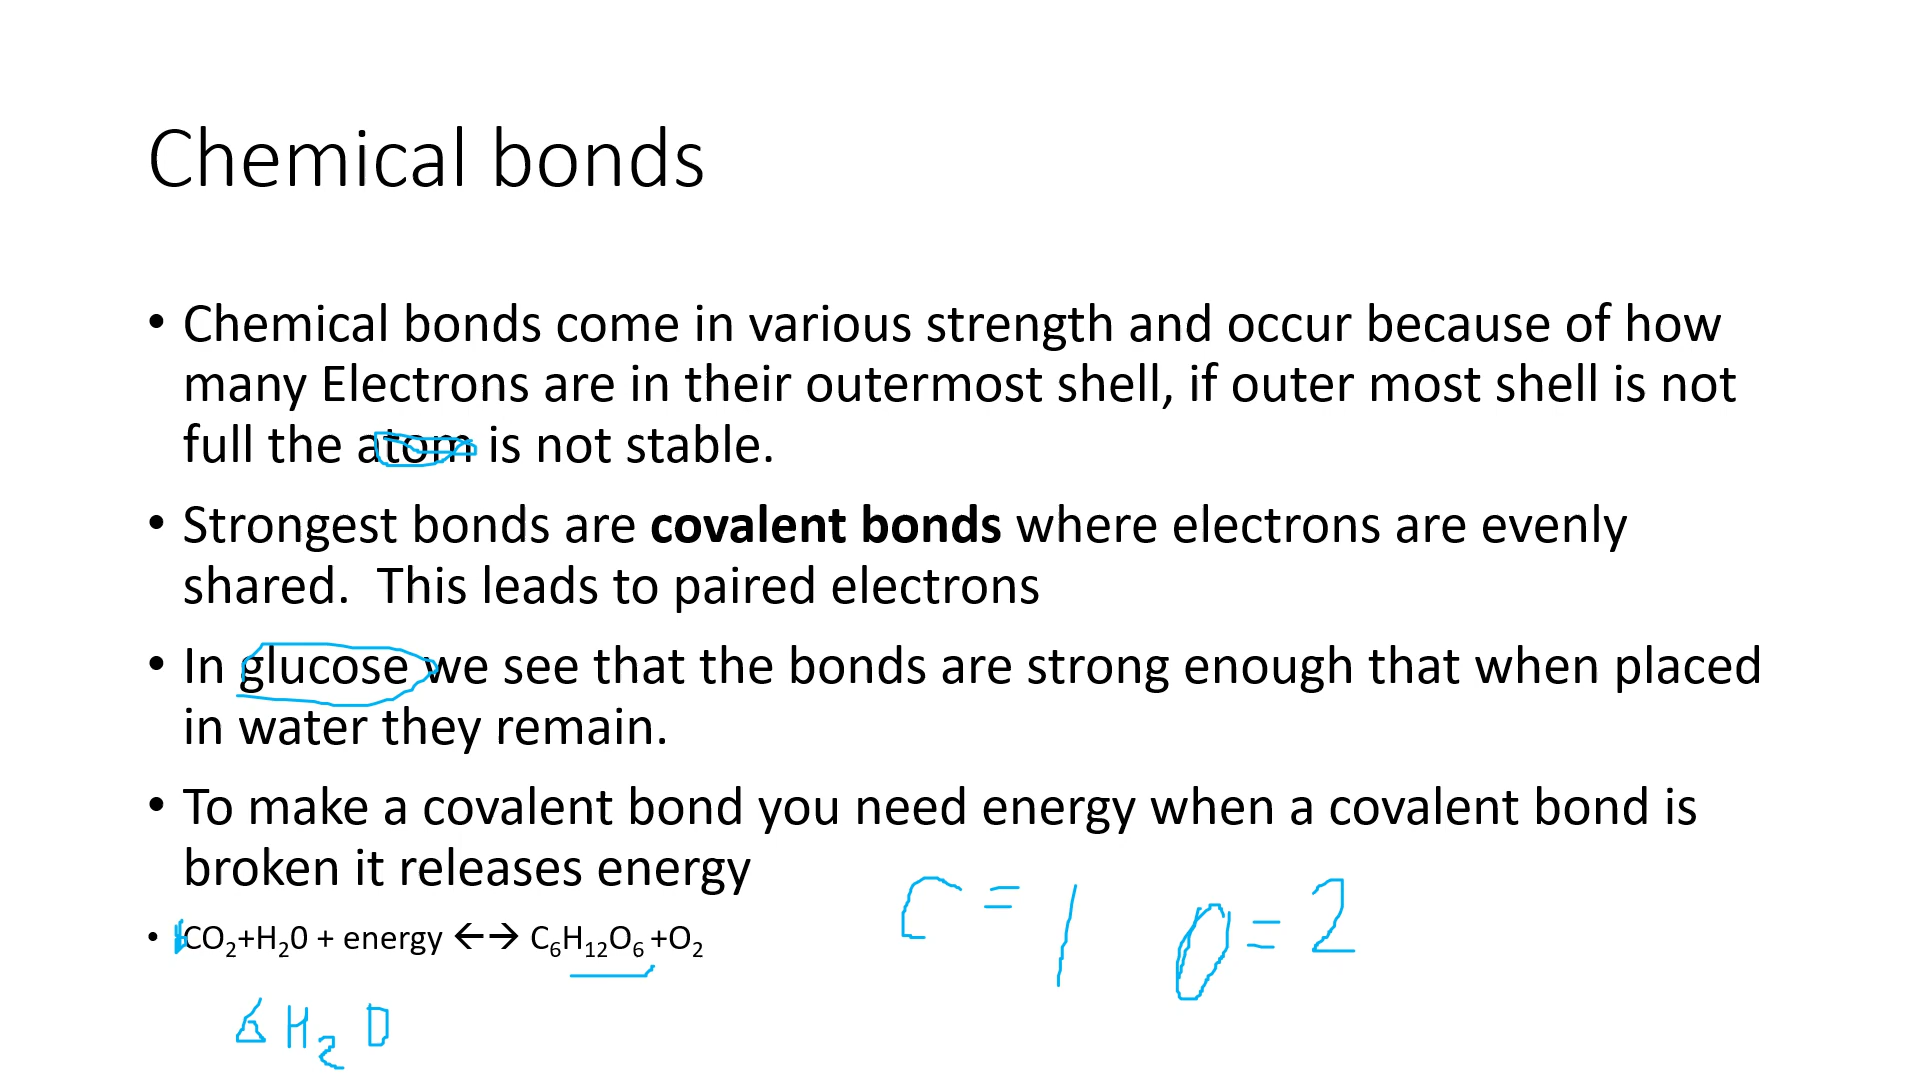 Chemical bonds
• Chemical bonds come in various strength and occur because of how
many Electrons are in their outermost shell, if outer most shell is not
full the atom is not stable.
• Strongest bonds are covalent bonds where electrons are evenly
shared.  This leads to paired electrons
• In glucose we see that the bonds are strong enough that when placed
in water they remain.
• To make a covalent bond you need energy when a covalent bond is
broken it releases energy
C = 1 O = 2
• 6CO₂+H₂0 + energy ←→ C₆H₁₂O₆ +O₂
6 H₂ O